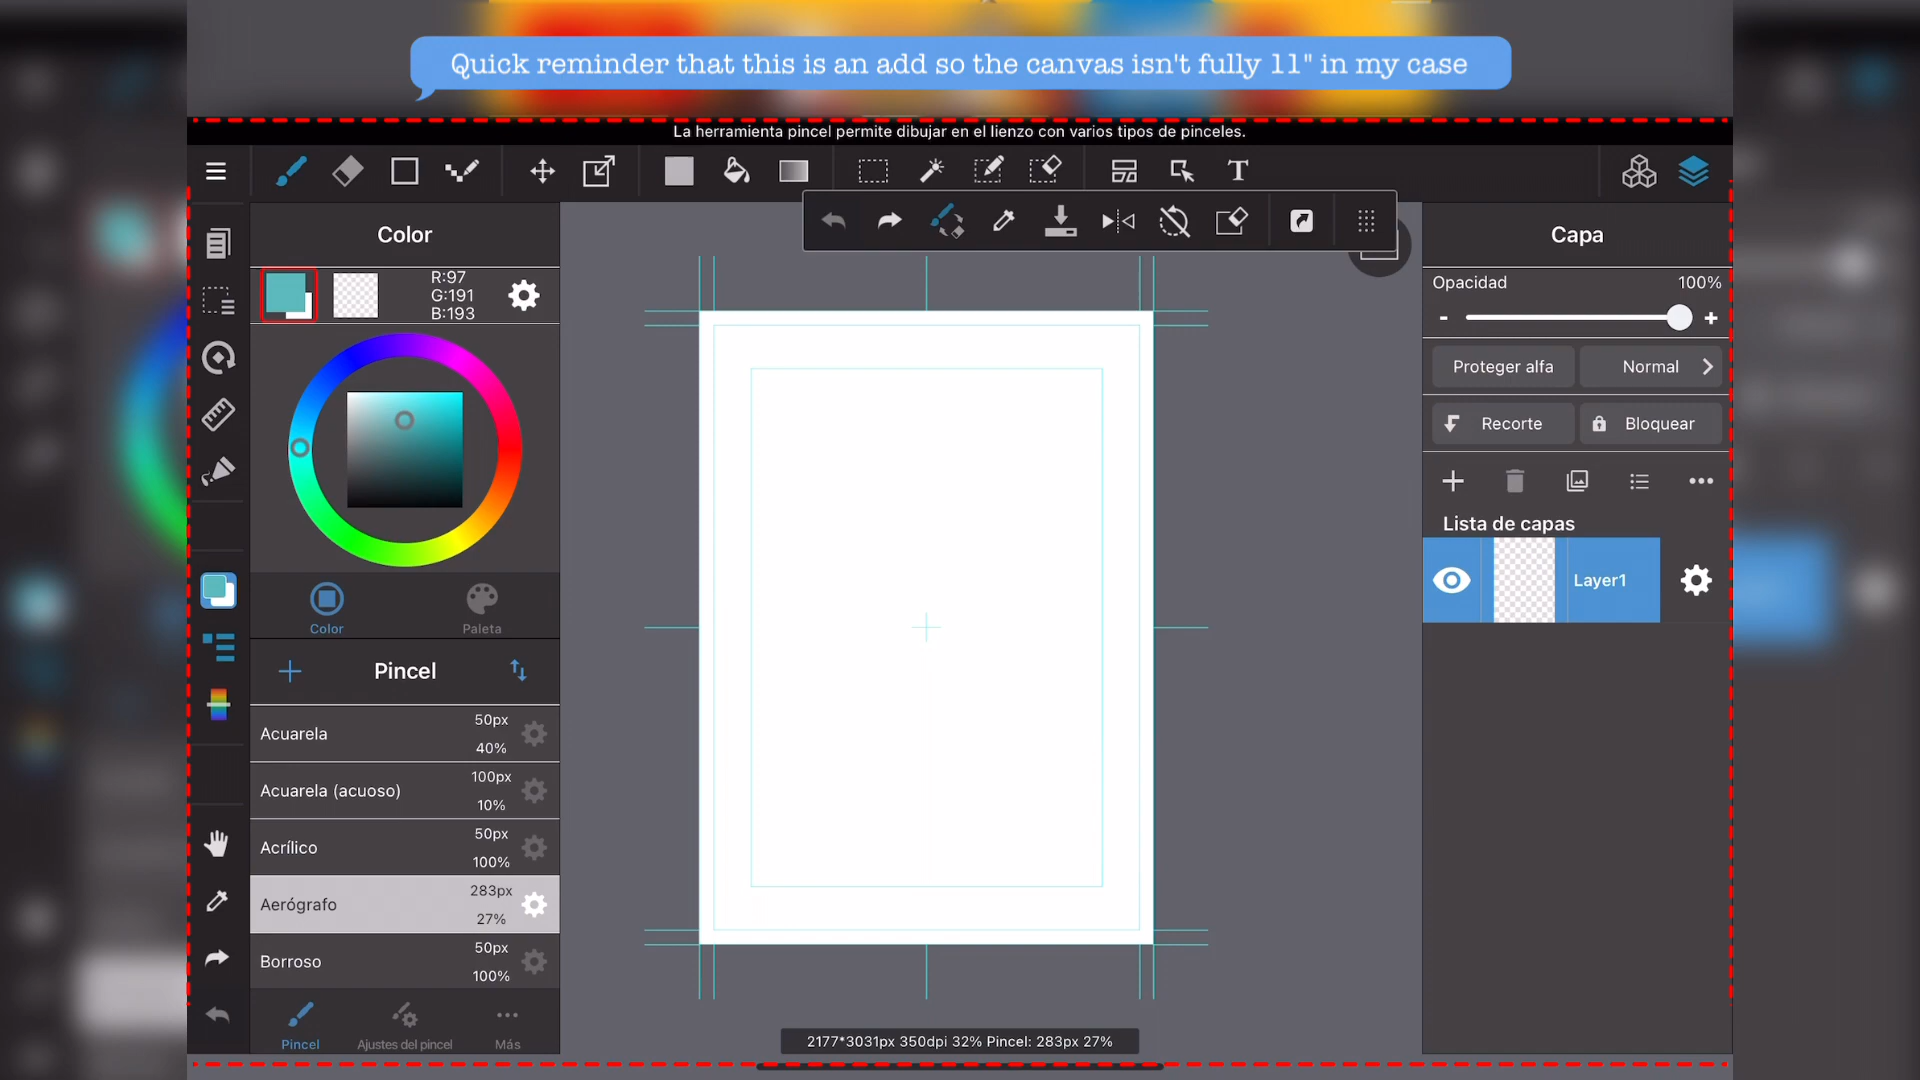 Quick reminder that this is an add so the canvas isn't fully 11" in my case
La herramienta pincel permite dibujar en el lienzo con varios tipos de pinceles.
T
Color
R:97
G:191
B:193
Color
Paleta
Pincel
Acuarela
50px
40%
Acuarela (acuoso)
100px
10%
Acrílico
50px
100%
Aerógrafo
283px
27%
Borroso
50px
100%
Pincel
Ajustes del pincel
Más
2177*3031px 350dpi 32% Pincel: 283px 27%
Capa
Opacidad 100%
- +
Proteger alfa
Normal
Recorte
Bloquear
Lista de capas
Layer1